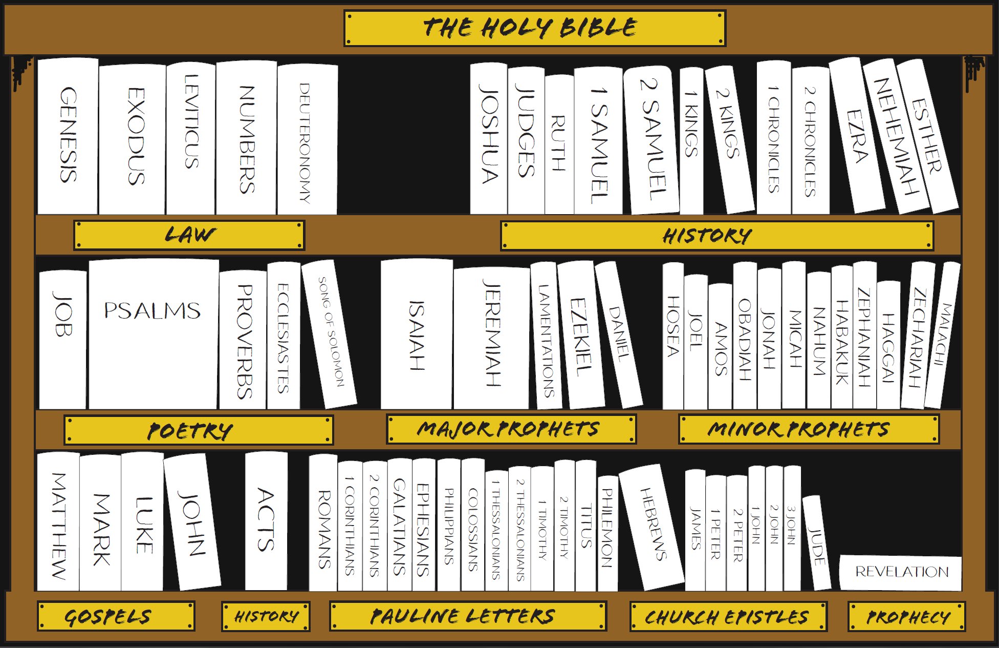 THE HOLY BIBLE
GENESIS
EXODUS
LEVITICUS
NUMBERS
DEUTERONOMY
JOSHUA
JUDGES
RUTH
1 SAMUEL
2 SAMUEL
1 KINGS
2 KINGS
1 CHRONICLES
2 CHRONICLES
EZRA
NEHEMIAH
ESTHER
LAW
HISTORY
JOB
PSALMS
PROVERBS
ECCLESIASTES
SONG OF SOLOMON
ISAIAH
JEREMIAH
LAMENTATIONS
EZEKIEL
DANIEL
HOSEA
JOEL
AMOS
OBADIAH
JONAH
MICAH
NAHUM
HABAKUK
ZEPHANIAH
HAGGAI
ZECHARIAH
MALACHI
POETRY
MAJOR PROPHETS
MINOR PROPHETS
MATTHEW
MARK
LUKE
JOHN
ACTS
ROMANS
1 CORINTHIANS
2 CORINTHIANS
GALATIANS
EPHESIANS
PHILIPPIANS
COLOSSIANS
1 THESSALONIANS
2 THESSALONIANS
1 TIMOTHY
2 TIMOTHY
TITUS
PHILEMON
HEBREWS
JAMES
1 PETER
2 PETER
1 JOHN
2 JOHN
3 JOHN
JUDE
REVELATION
GOSPELS
HISTORY
PAULINE LETTERS
CHURCH EPISTLES
PROPHECY